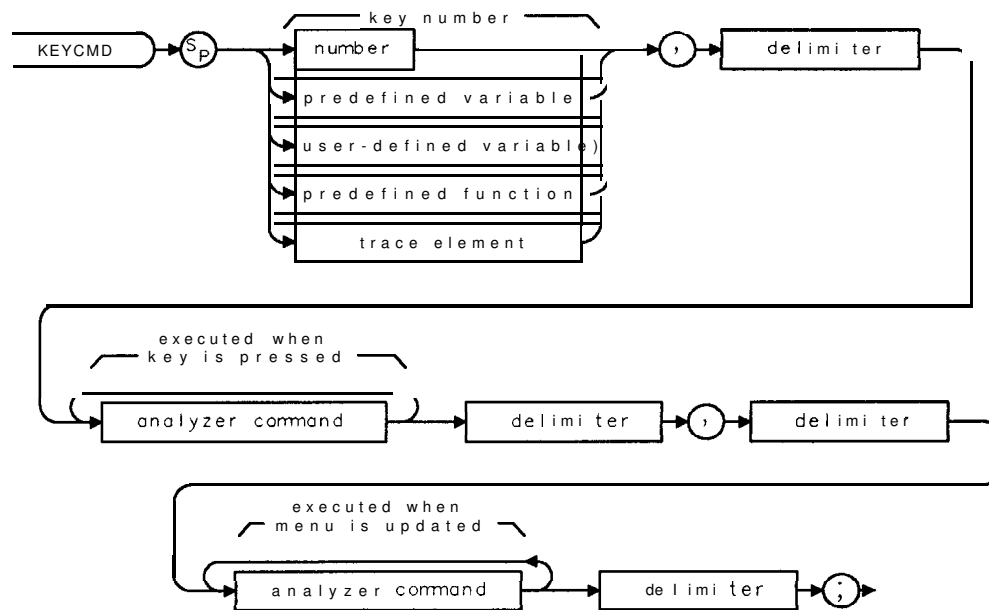 key number
KEYCMD
SP
number
,
delimiter
predefined variable
user-defined variable)
predefined function
trace element
executed when
key is pressed
analyzer command
delimiter
,
delimiter
executed when
menu is updated
analyzer command
delimiter
;